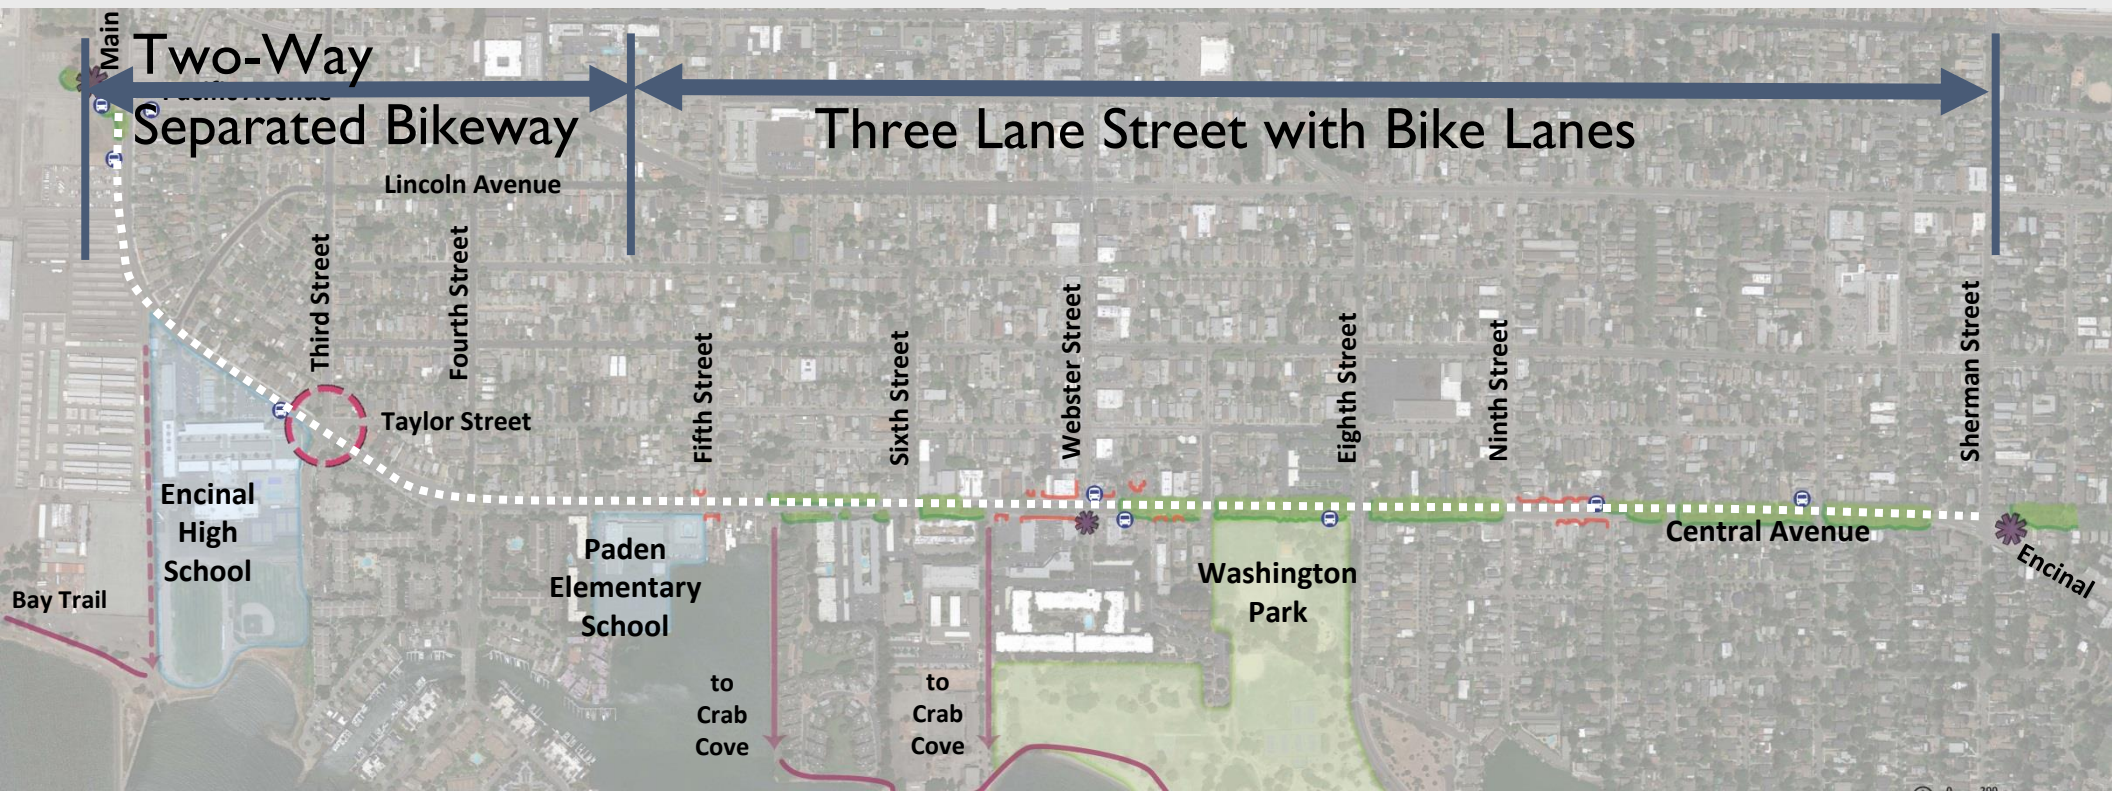 Main
Two-Way
Pacific Avenue
Separated Bikeway
Three Lane Street with Bike Lanes
Lincoln Avenue
Third Street
Fourth Street
Taylor Street
Fifth Street
Sixth Street
Webster Street
Eighth Street
Ninth Street
Sherman Street
Encinal
High
School
Paden
Elementary
School
Washington
Park
Central Avenue
Encinal
Bay Trail
to
Crab
Cove
to
Crab
Cove